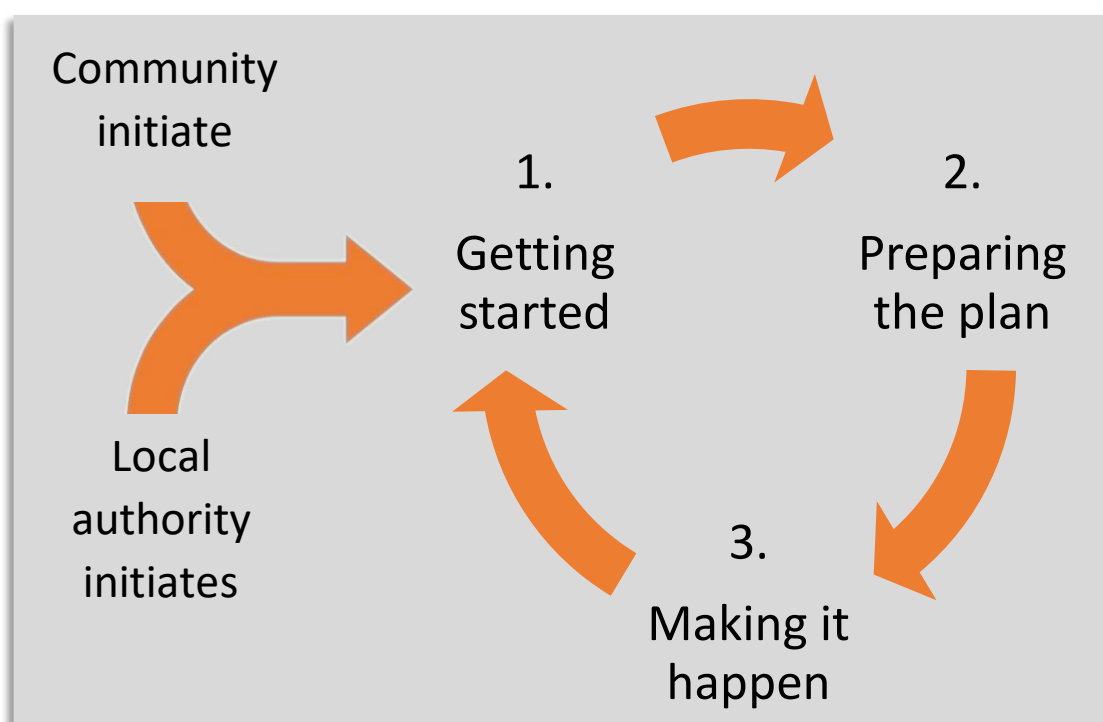 Community
initiate
Local
authority
initiates
1.
Getting
started
2.
Preparing
the plan
3.
Making it
happen